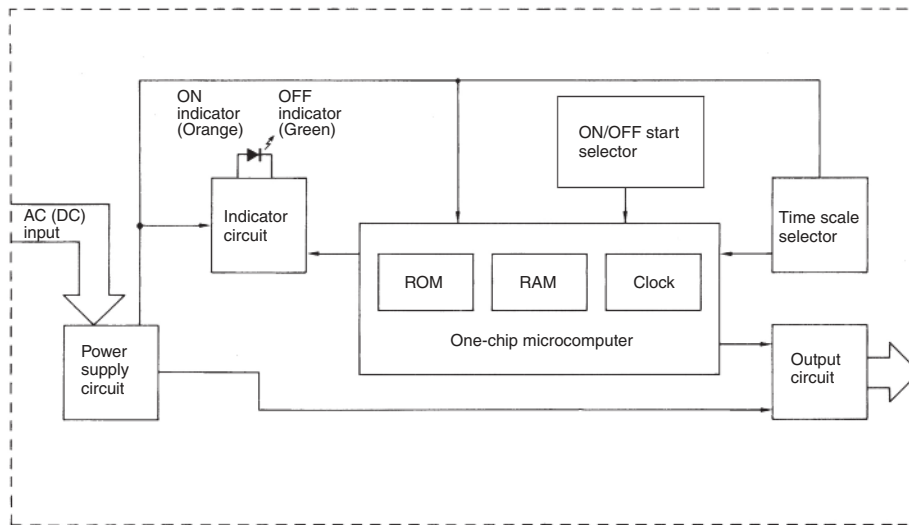 ON
indicator
(Orange)
OFF
indicator
(Green)
ON/OFF start
selector
AC (DC)
input
Indicator
circuit
Time scale
selector
ROM
RAM
Clock
One-chip microcomputer
Power
supply
circuit
Output
circuit